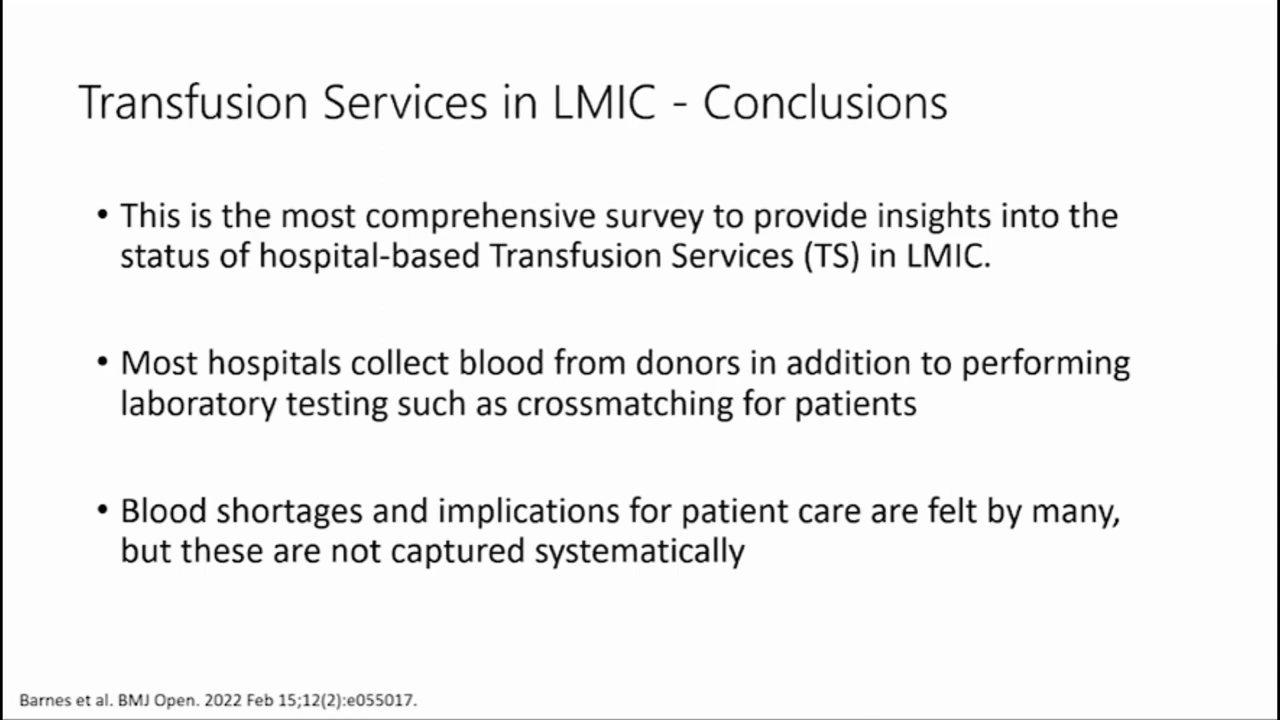 Transfusion Services in LMIC - Conclusions
• This is the most comprehensive survey to provide insights into the
status of hospital-based Transfusion Services (TS) in LMIC.
• Most hospitals collect blood from donors in addition to performing
laboratory testing such as crossmatching for patients
• Blood shortages and implications for patient care are felt by many,
but these are not captured systematically
Barnes et al. BMJ Open. 2022 Feb 15;12(2):e055017.